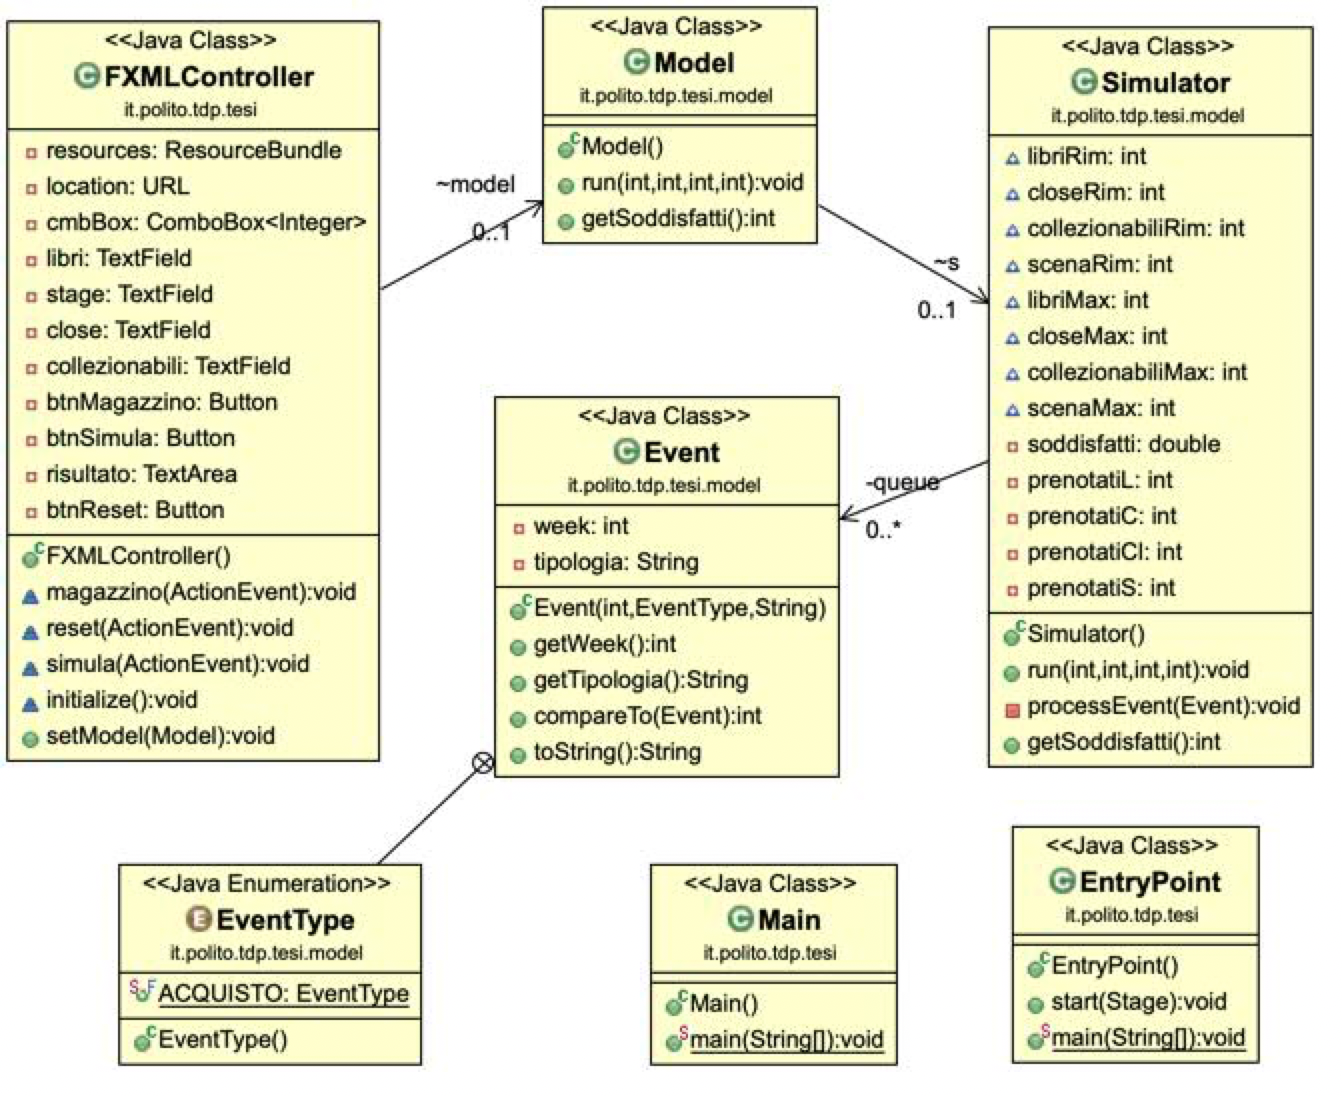 <<Java Class>>
FXMLController
it.polito.tdp.tesi
resources: ResourceBundle
location: URL
cmbBox: ComboBox<Integer>
libri: TextField
stage: TextField
close: TextField
collezionabili: TextField
btnMagazzino: Button
btnSimula: Button
risultato: TextArea
btnReset: Button
FXMLController()
magazzino(ActionEvent):void
reset(ActionEvent):void
simula(ActionEvent):void
initialize():void
setModel(Model):void
~model
0..1
<<Java Class>>
Model
it.polito.tdp.tesi.model
Model()
run(int,int,int,int):void
getSoddisfatti():int
~s
0..1
<<Java Class>>
Simulator
it.polito.tdp.tesi.model
libriRim: int
closeRim: int
collezionabiliRim: int
scenaRim: int
libriMax: int
closeMax: int
collezionabiliMax: int
scenaMax: int
soddisfatti: double
prenotatiL: int
prenotatiC: int
prenotatiCl: int
prenotatiS: int
Simulator()
run(int,int,int,int):void
processEvent(Event):void
getSoddisfatti():int
-queue
0..*
<<Java Class>>
Event
it.polito.tdp.tesi.model
week: int
tipologia: String
Event(int,EventType,String)
getWeek():int
getTipologia():String
compareTo(Event):int
toString():String
<<Java Enumeration>>
EventType
it.polito.tdp.tesi.model
ACQUISTO: EventType
EventType()
<<Java Class>>
Main
it.polito.tdp.tesi
Main()
main(String[]):void
<<Java Class>>
EntryPoint
it.polito.tdp.tesi
EntryPoint()
start(Stage):void
main(String[]):void